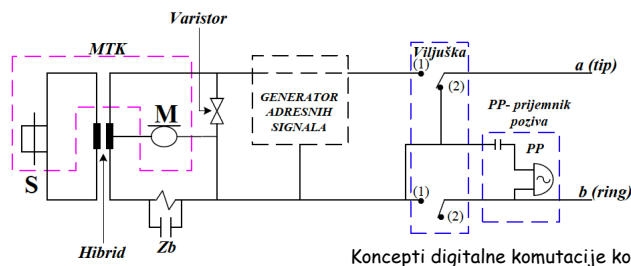 Varistor
MTK
Viljuška
(1)
a (tip)
GENERATOR
ADRESNIH
SIGNALA
(2)
PP- prijemnik
poziva
M
PP
S
(1)
b (ring)
(2)
Zb
Hibrid
Koncepti digitalne komutacije ko